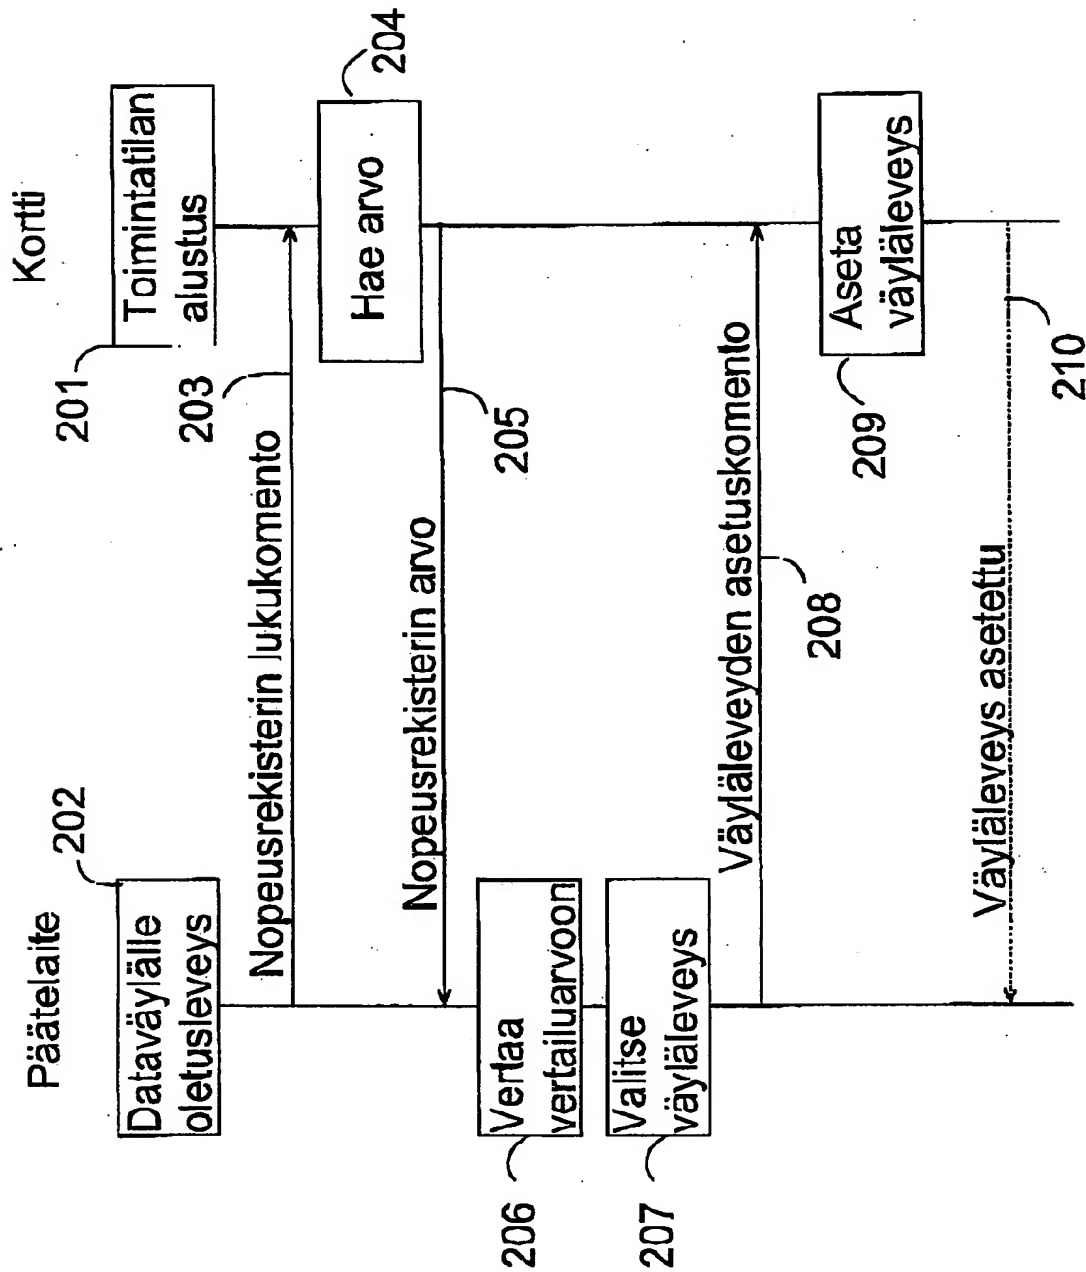 Päätelaite
Kortti
201
Toimintatilan
alustus
202
Dataväylälle
oletusleveys
203
Nopeusrekisterin lukukomento
204
Hae arvo
Nopeusrekisterin arvo
205
206
Vertaa
vertailuarvoon
207
Valitse
väyläleveys
Väyläleveyden asetuskomento
208
209
Aseta
väyläleveys
Väyläleveys asetettu
210